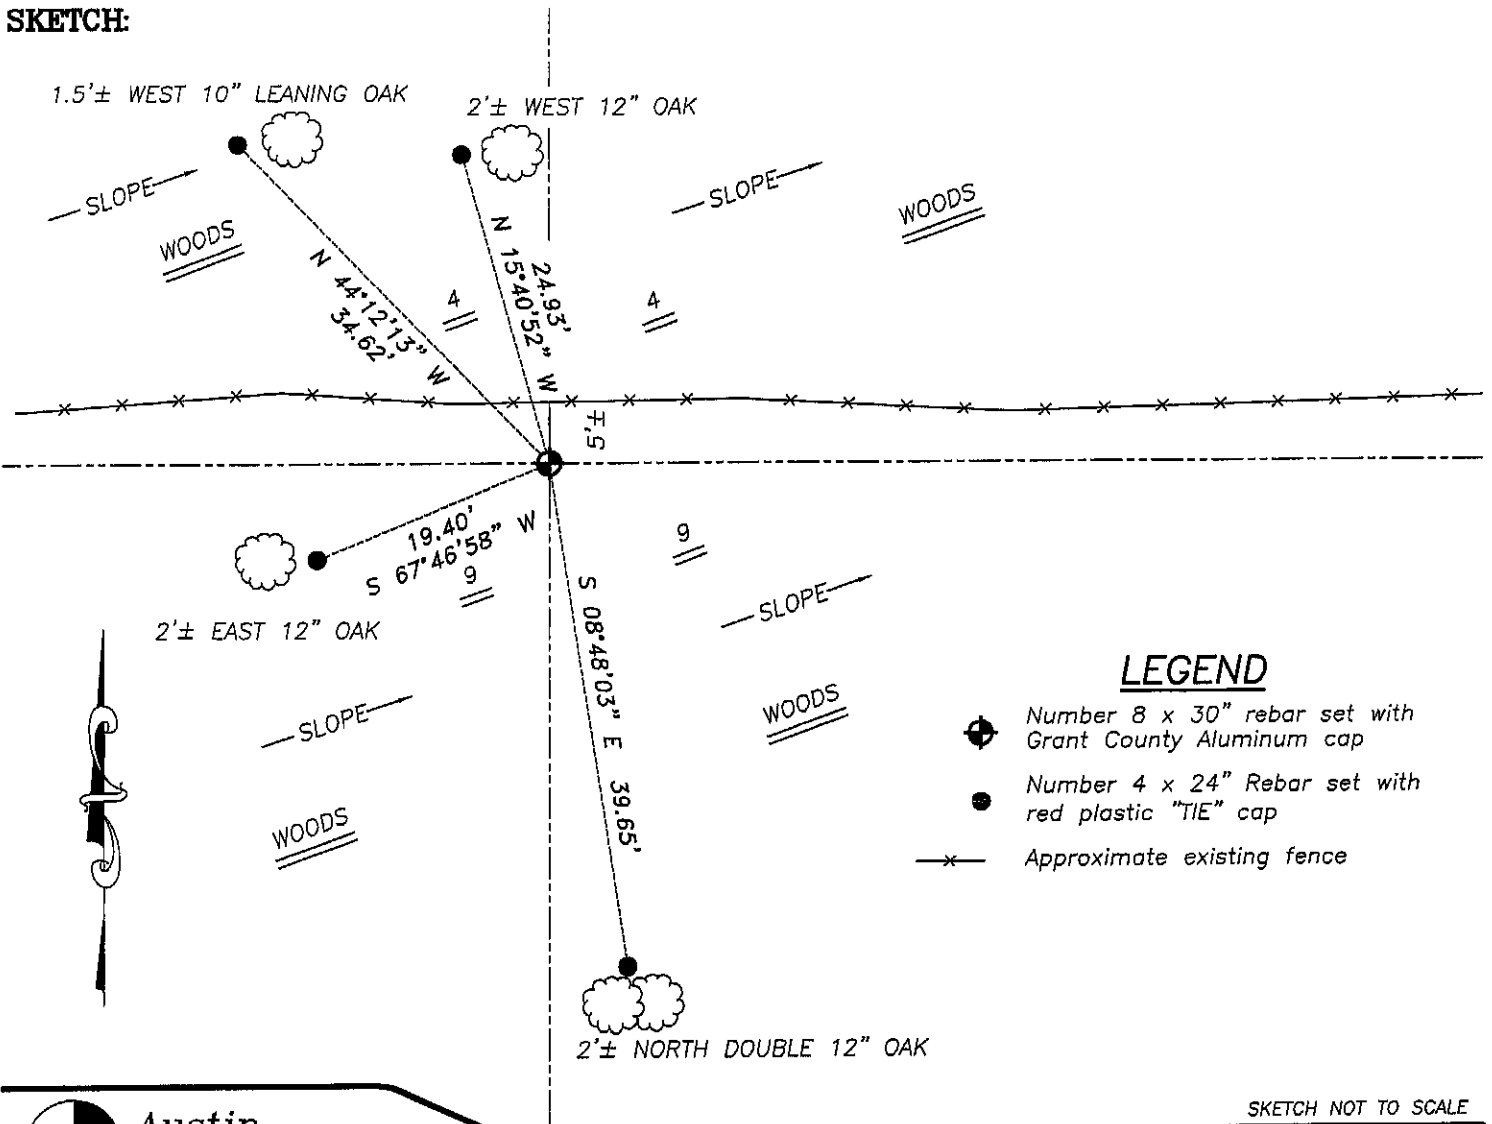 SKETCH:
1.5'± WEST 10" LEANING OAK
2'± WEST 12" OAK
SLOPE
WOODS
SLOPE
WOODS
N 44°12'13" W
34.62'
4
24.93'
N 15°40'52" W
4
5'±
19.40'
S 67°46'58" W
9
9
2'± EAST 12" OAK
S 08°48'03" E 39.65'
SLOPE
SLOPE
WOODS
WOODS
LEGEND
Number 8 x 30" rebar set with
Grant County Aluminum cap
Number 4 x 24" Rebar set with
red plastic "TIE" cap
Approximate existing fence
2'± NORTH DOUBLE 12" OAK
SKETCH NOT TO SCALE
Austin